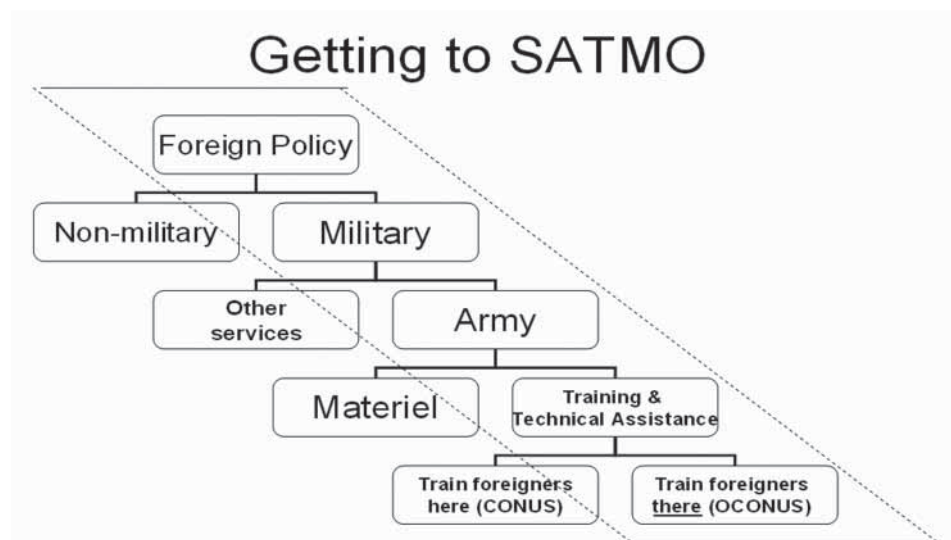 Getting to SATMO
Foreign Policy
Non-military
Military
Other
services
Army
Materiel
Training &
Technical Assistance
Train foreigners
here (CONUS)
Train foreigners
there (OCONUS)